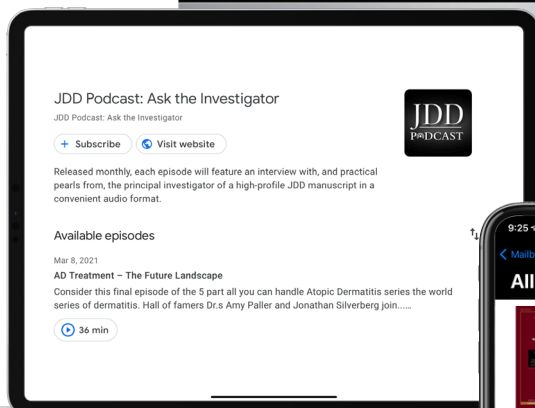 JDD Podcast: Ask the Investigator
JDD Podcast: Ask the Investigator
+ Subscribe
Visit website
JDD
PODCAST
Released monthly, each episode will feature an interview with, and practical
pearls from, the principal investigator of a high-profile JDD manuscript in a
convenient audio format.
Available episodes
Mar 8, 2021
AD Treatment – The Future Landscape
Consider this final episode of the 5 part all you can handle Atopic Dermatitis series the world
series of dermatitis. Hall of famers Dr.s Amy Paller and Jonathan Silverberg join......
36 min
9:25
Mailb
All